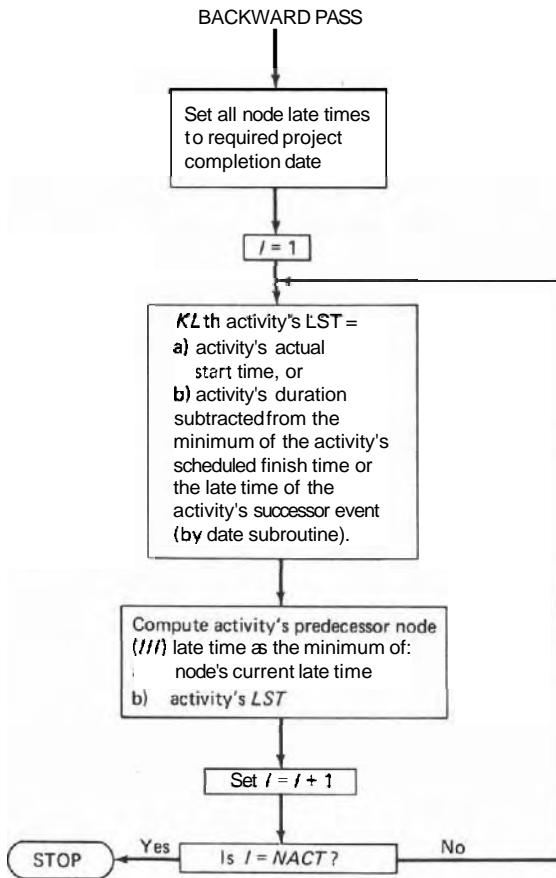 BACKWARD PASS
Set all node late times
to required project
completion date
I = 1
KLth activity"s LST =
a) activity's actual
start time, or
b) activity's duration
subtracted from the
minimum of the activity's
scheduled finish time or
the late time of the
activity's successor event
(by date subroutine).
Compute activity's predecessor node
(III) late time as the minimum of:
node's current late time
b) activity's LST
Set I = I + 1
Is I = NACT?
Yes
No
STOP